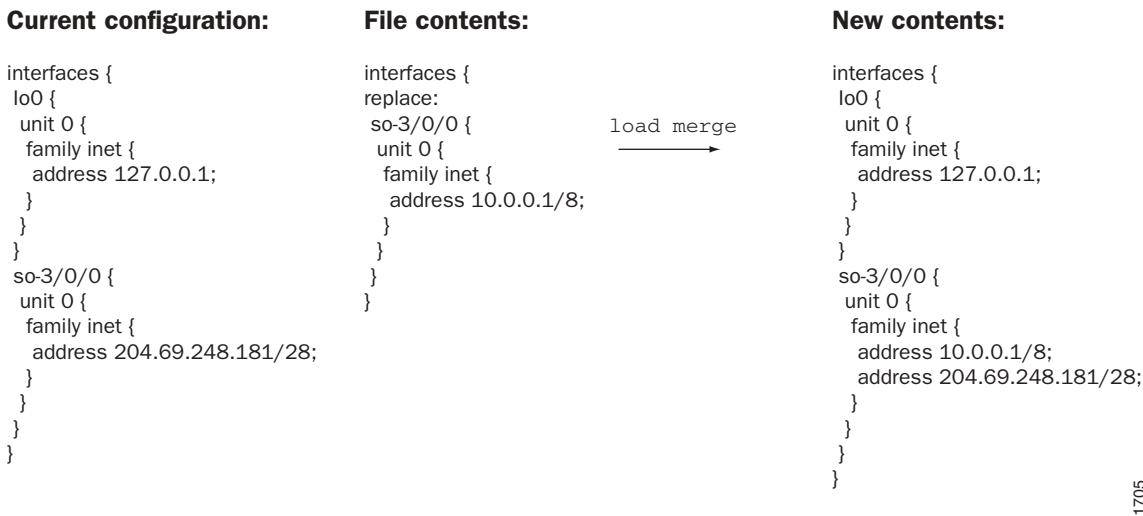 Current configuration:
interfaces {
lo0 {
unit 0 {
family inet {
address 127.0.0.1;
}
}
}
so-3/0/0 {
unit 0 {
family inet {
address 204.69.248.181/28;
}
}
}
}
File contents:
interfaces {
replace:
so-3/0/0 {
unit 0 {
family inet {
address 10.0.0.1/8;
}
}
}
}
load merge
New contents:
interfaces {
lo0 {
unit 0 {
family inet {
address 127.0.0.1;
}
}
}
so-3/0/0 {
unit 0 {
family inet {
address 10.0.0.1/8;
address 204.69.248.181/28;
}
}
}
}
1705